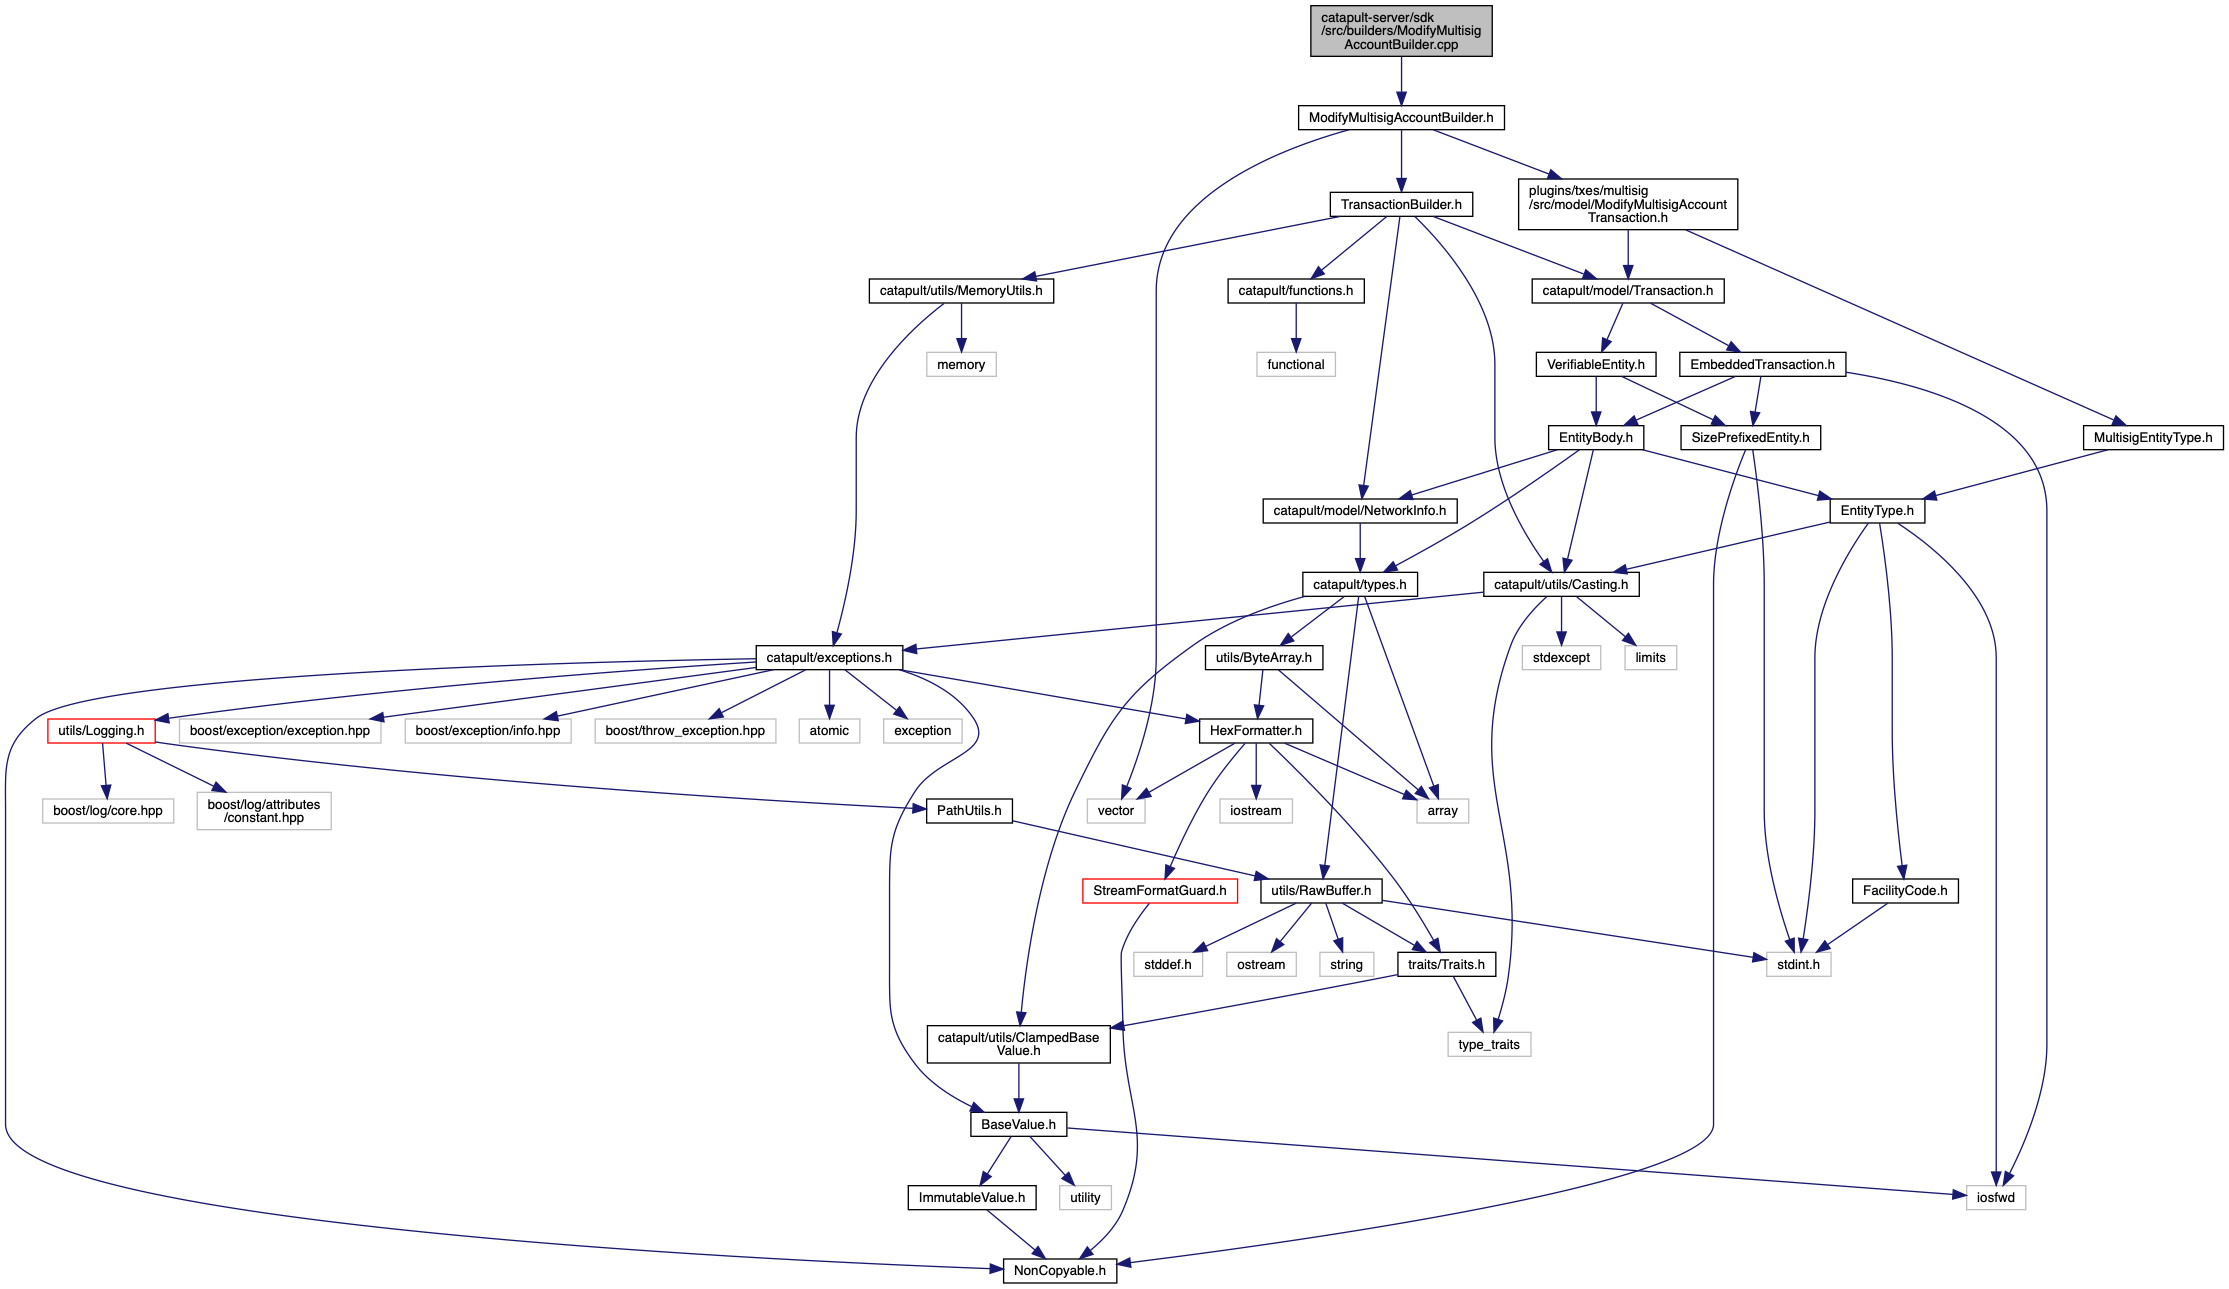 catapult-server/sdk
/src/builders/ModifyMultisig
AccountBuilder.cpp
ModifyMultisigAccountBuilder.h
TransactionBuilder.h
plugins/txes/multisig
/src/model/ModifyMultisigAccount
Transaction.h
catapult/utils/MemoryUtils.h
catapult/functions.h
catapult/model/Transaction.h
memory
functional
VerifiableEntity.h
EmbeddedTransaction.h
EntityBody.h
SizePrefixedEntity.h
MultisigEntityType.h
catapult/model/NetworkInfo.h
EntityType.h
catapult/types.h
catapult/utils/Casting.h
catapult/exceptions.h
utils/ByteArray.h
stdexcept
limits
utils/Logging.h
boost/exception/exception.hpp
boost/exception/info.hpp
boost/throw_exception.hpp
atomic
exception
HexFormatter.h
boost/log/core.hpp
boost/log/attributes
/constant.hpp
PathUtils.h
vector
iostream
array
StreamFormatGuard.h
utils/RawBuffer.h
FacilityCode.h
stddef.h
ostream
string
traits/Traits.h
stdint.h
catapult/utils/ClampedBase
Value.h
type_traits
BaseValue.h
ImmutableValue.h
utility
iosfwd
NonCopyable.h